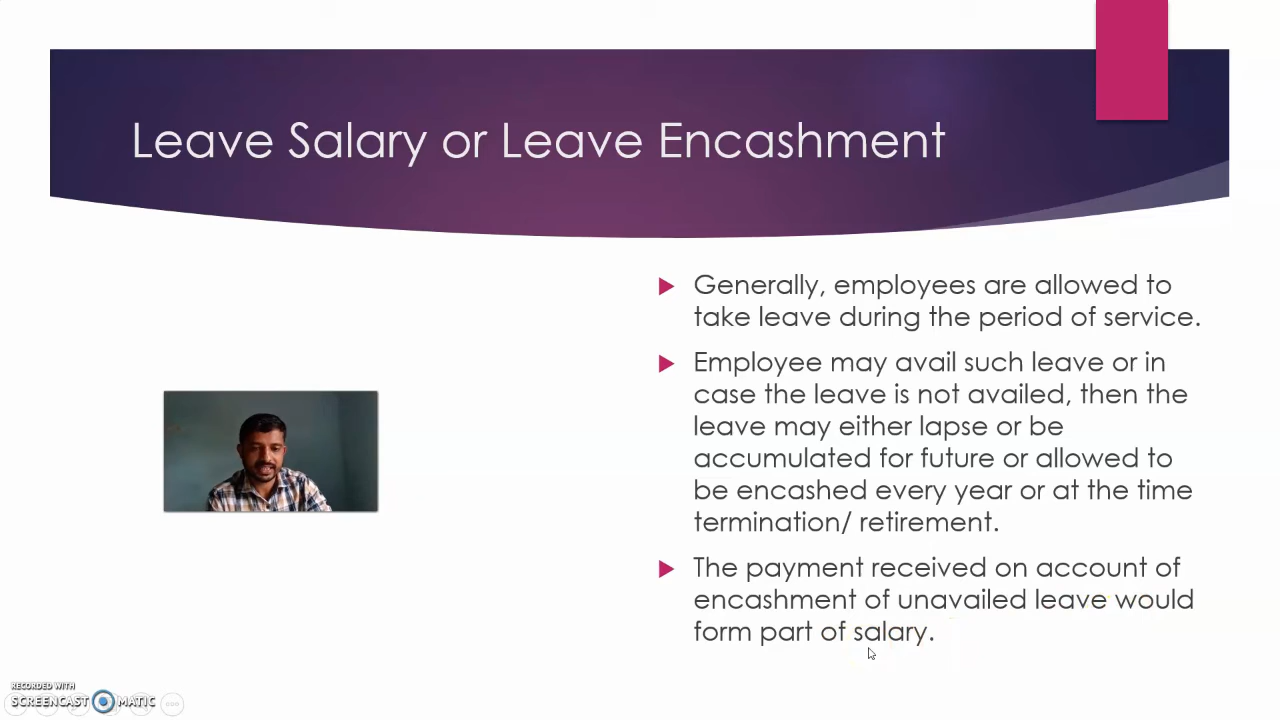 Leave Salary or Leave Encashment
Generally, employees are allowed to
take leave during the period of service.
Employee may avail such leave or in
case the leave is not availed, then the
leave may either lapse or be
accumulated for future or allowed to
be encashed every year or at the time
termination/ retirement.
The payment received on account of
encashment of unavailed leave would
form part of salary.
RECORDED WITH
SCREENCAST MATIC